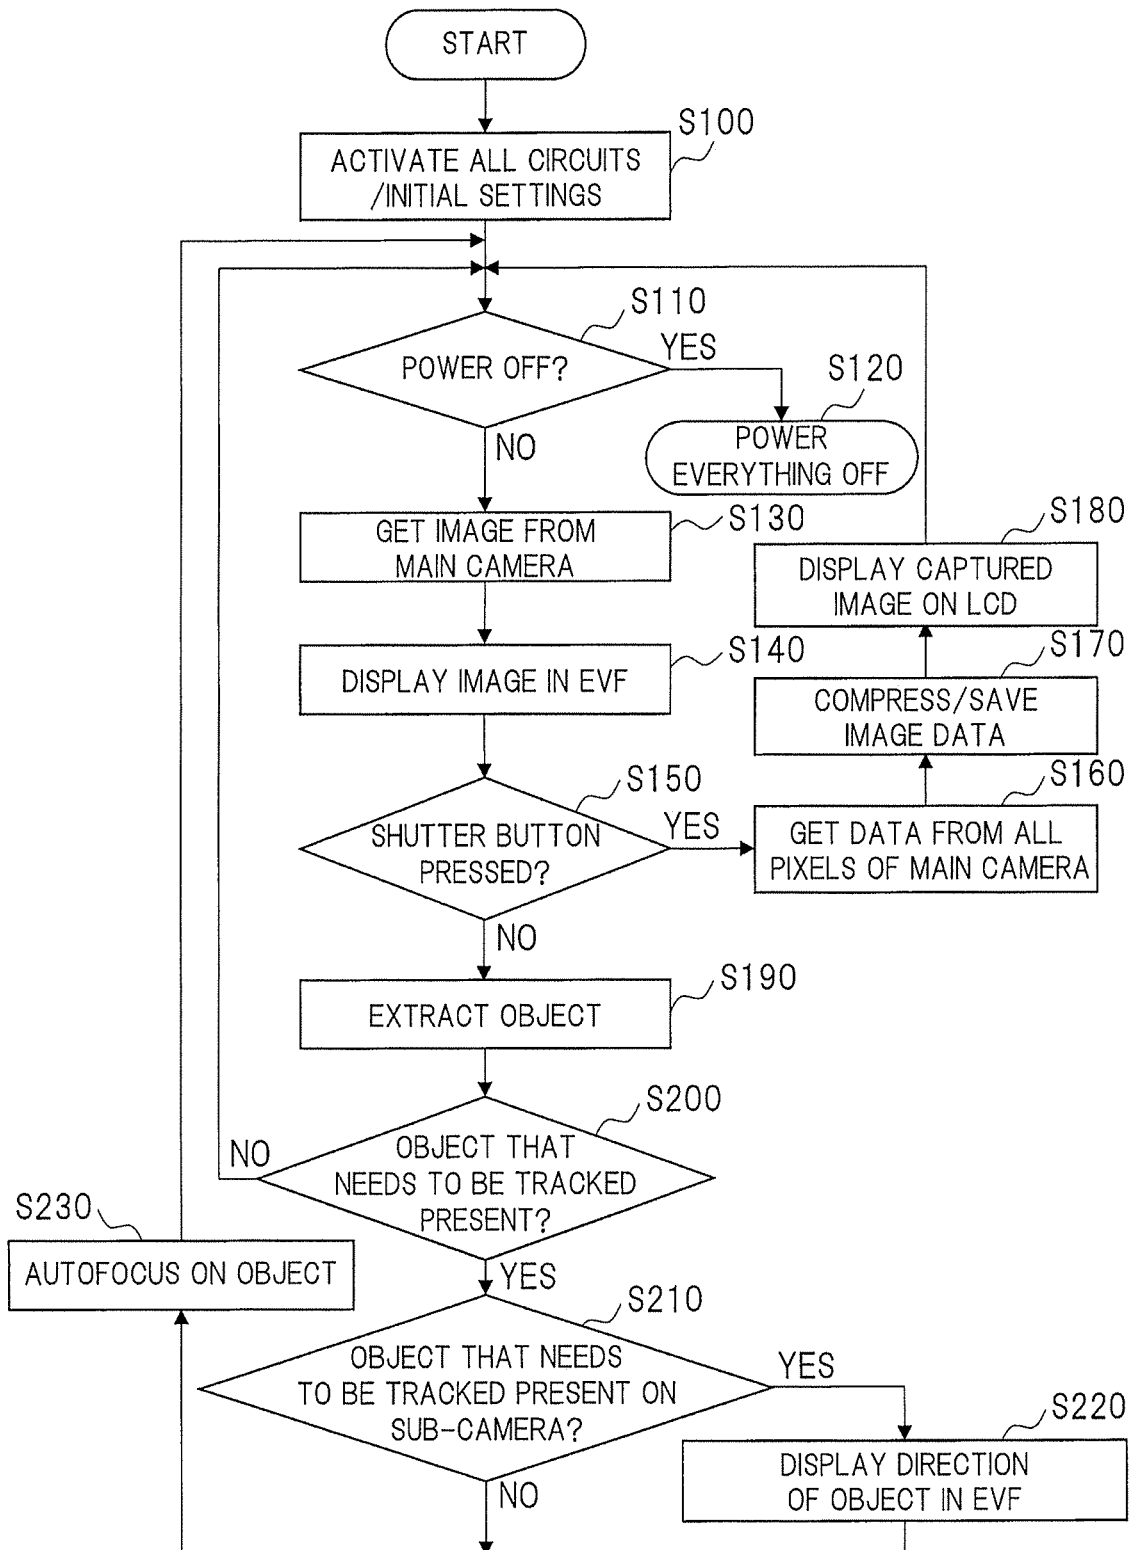 START
S100
ACTIVATE ALL CIRCUITS
/INITIAL SETTINGS
S110
POWER OFF?
YES
NO
S120
POWER
EVERYTHING OFF
S130
GET IMAGE FROM
MAIN CAMERA
S140
DISPLAY IMAGE IN EVF
S150
SHUTTER BUTTON
PRESSED?
YES
NO
S160
GET DATA FROM ALL
PIXELS OF MAIN CAMERA
S170
COMPRESS/SAVE
IMAGE DATA
S180
DISPLAY CAPTURED
IMAGE ON LCD
S190
EXTRACT OBJECT
S200
OBJECT THAT
NEEDS TO BE TRACKED
PRESENT?
NO
YES
S210
OBJECT THAT NEEDS
TO BE TRACKED PRESENT ON
SUB-CAMERA?
YES
NO
S220
DISPLAY DIRECTION
OF OBJECT IN EVF
S230
AUTOFOCUS ON OBJECT